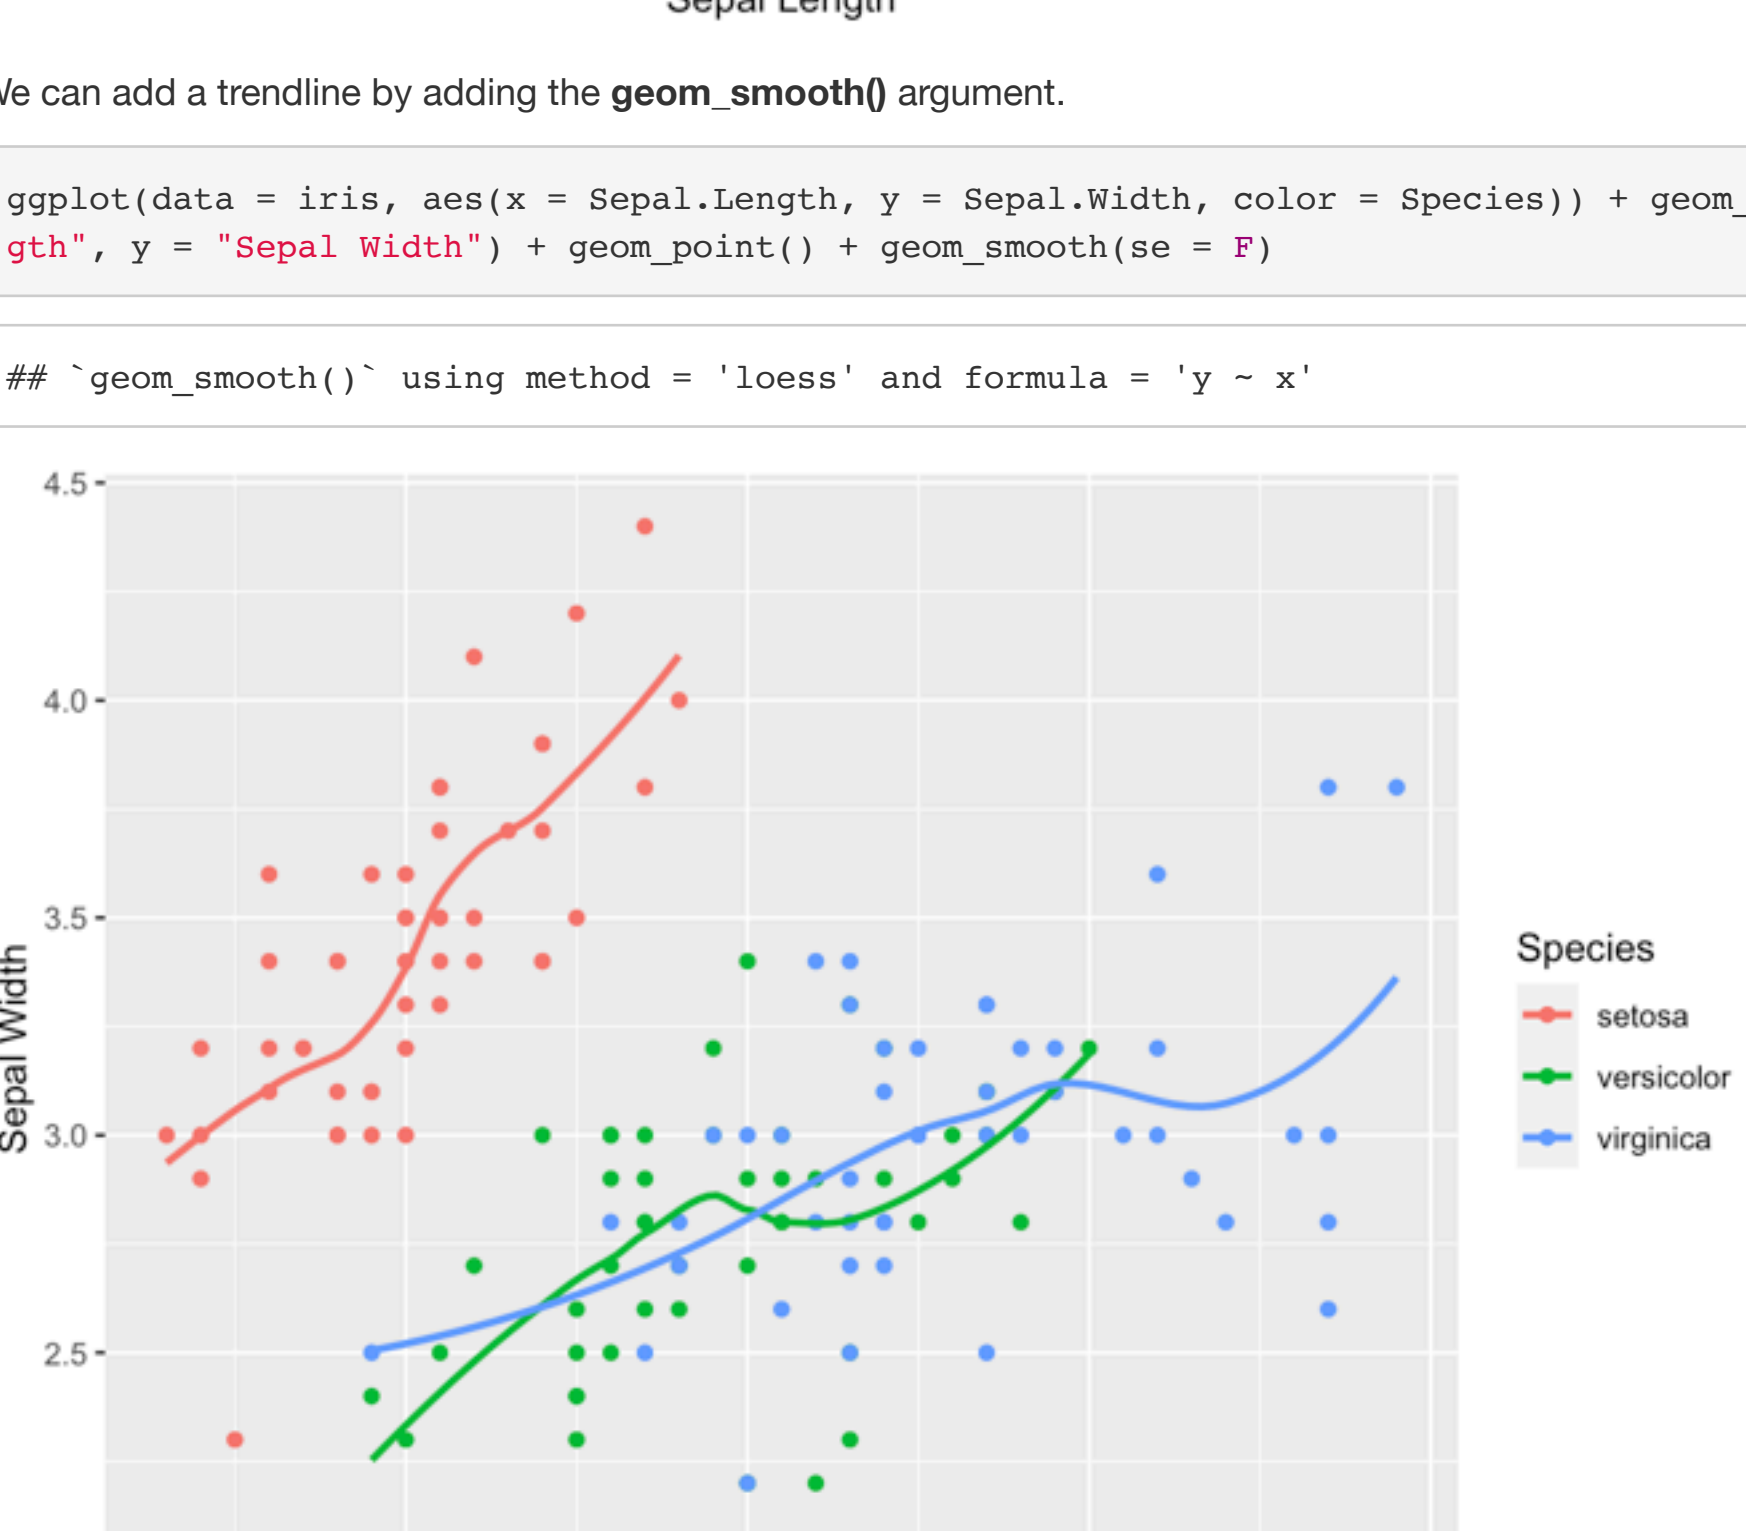 Sepal Length
We can add a trendline by adding the geom_smooth() argument.
ggplot(data = iris, aes(x = Sepal.Length, y = Sepal.Width, color = Species)) + geom_
gth", y = "Sepal Width") + geom_point() + geom_smooth(se = F)
## `geom_smooth()` using method = 'loess' and formula = 'y ~ x'
4.5
4.0
3.5
3.0
2.5
Sepal Width
Species
setosa
versicolor
virginica